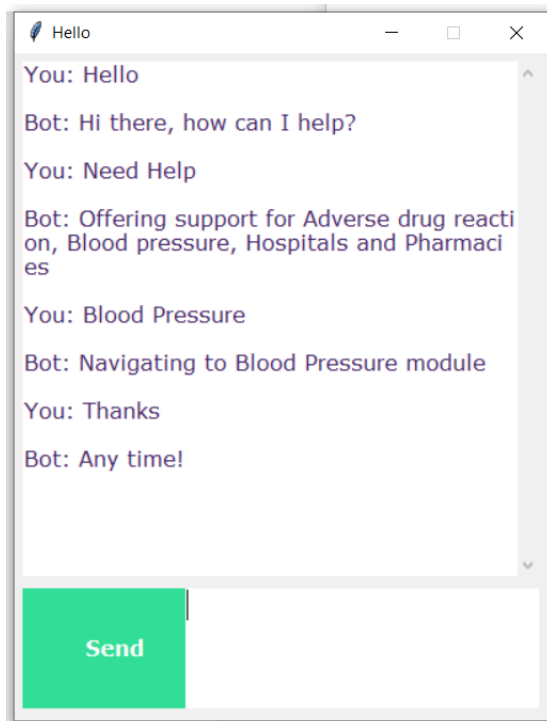 Hello
You: Hello
Bot: Hi there, how can I help?
You: Need Help
Bot: Offering support for Adverse drug reacti
on, Blood pressure, Hospitals and Pharmaci
es
You: Blood Pressure
Bot: Navigating to Blood Pressure module
You: Thanks
Bot: Any time!
Send